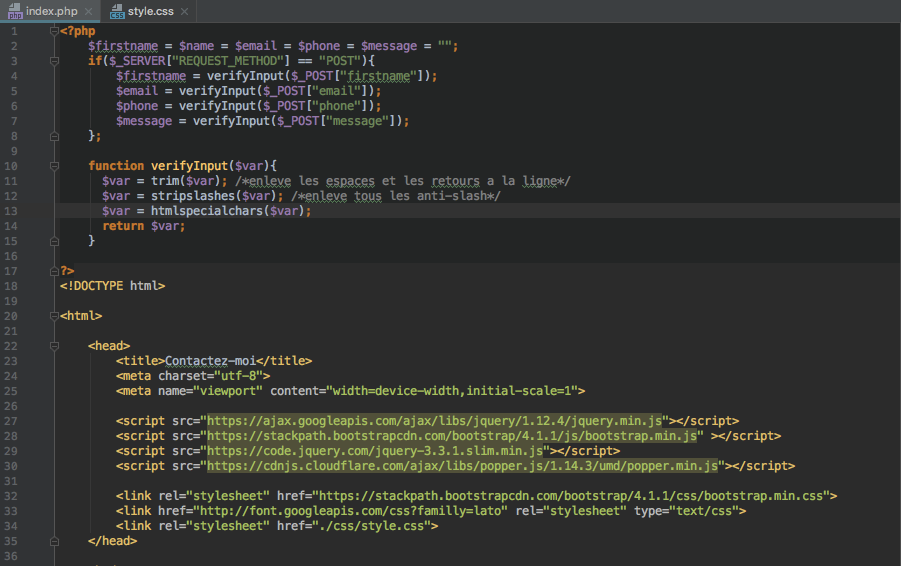 index.php style.css
1 <?php
2 $firstname = $name = $email = $phone = $message = "";
3 if($_SERVER["REQUEST_METHOD"] == "POST"){
4 $firstname = verifyInput($_POST["firstname"]);
5 $email = verifyInput($_POST["email"]);
6 $phone = verifyInput($_POST["phone"]);
7 $message = verifyInput($_POST["message"]);
8 };
9
10 function verifyInput($var){
11 $var = trim($var); /*enleve les espaces et les retours a la ligne*/
12 $var = stripslashes($var); /*enleve tous les anti-slash*/
13 $var = htmlspecialchars($var);
14 return $var;
15 }
16
17 ?>
18 <!DOCTYPE html>
19
20 <html>
21
22 <head>
23 <title>Contactez-moi</title>
24 <meta charset="utf-8">
25 <meta name="viewport" content="width=device-width,initial-scale=1">
26
27 <script src="https://ajax.googleapis.com/ajax/libs/jquery/1.12.4/jquery.min.js"></script>
28 <script src="https://stackpath.bootstrapcdn.com/bootstrap/4.1.1/js/bootstrap.min.js" ></script>
29 <script src="https://code.jquery.com/jquery-3.3.1.slim.min.js"></script>
30 <script src="https://cdnjs.cloudflare.com/ajax/libs/popper.js/1.14.3/umd/popper.min.js"></script>
31
32 <link rel="stylesheet" href="https://stackpath.bootstrapcdn.com/bootstrap/4.1.1/css/bootstrap.min.css">
33 <link href="http://font.googleapis.com/css?familly=lato" rel="stylesheet" type="text/css">
34 <link rel="stylesheet" href="./css/style.css">
35 </head>
36